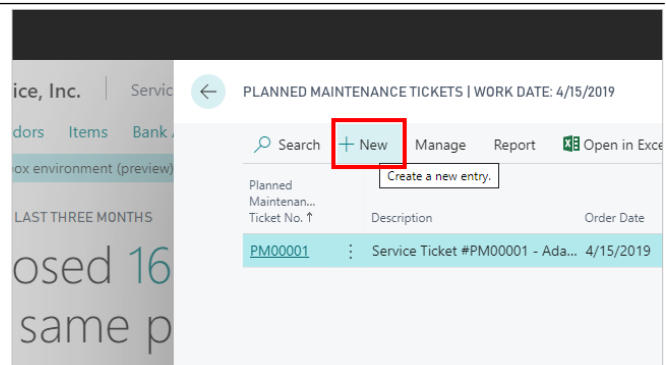 ice, Inc. Servic
PLANNED MAINTENANCE TICKETS | WORK DATE: 4/15/2019
dors Items Bank
Search + New Manage Report Open in Exce
ox environment (preview)
Create a new entry.
Planned
Maintenan...
Ticket No. ↑ Description Order Date
LAST THREE MONTHS
PM00001 Service Ticket #PM00001 - Ada... 4/15/2019
osed 16
same p